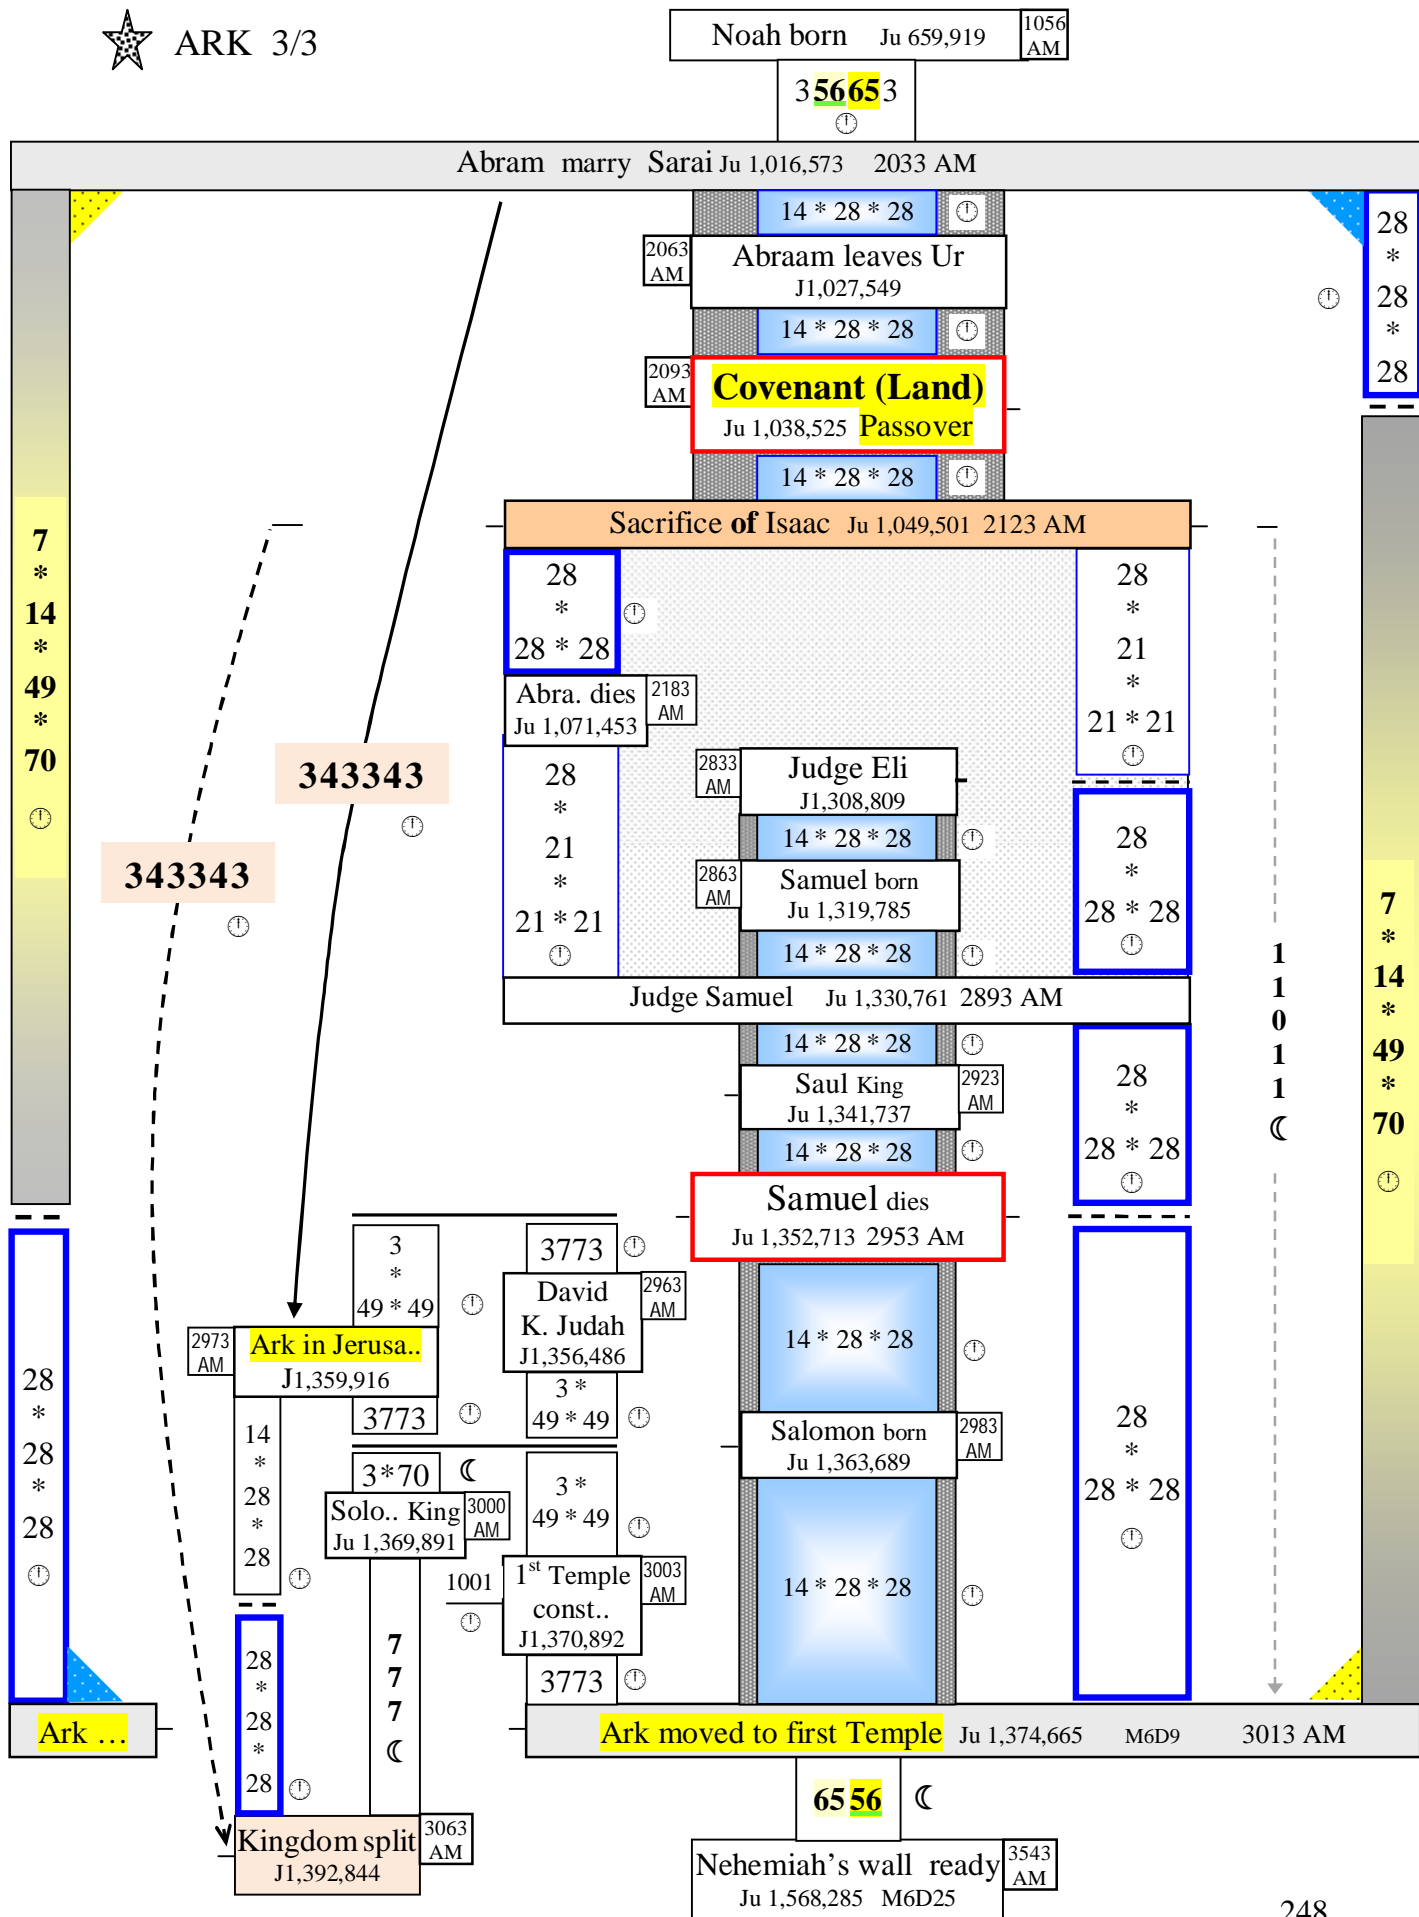 ARK 3/3
Noah born Ju 659,919
1056
AM
356653
Abram marry Sarai Ju 1,016,573 2033 AM
14 * 28 * 28
2063
AM
Abraam leaves Ur
J1,027,549
14 * 28 * 28
2093
AM
Covenant (Land)
Ju 1,038,525 Passover
14 * 28 * 28
28
*
28
*
28
Sacrifice of Isaac Ju 1,049,501 2123 AM
7
*
14
*
49
*
70
28
*
28 * 28
Abra. dies
Ju 1,071,453
2183
AM
28
*
21
*
21 * 21
28
*
21
*
21 * 21
343343
343343
2833
AM
Judge Eli
J1,308,809
14 * 28 * 28
2863
AM
Samuel born
Ju 1,319,785
14 * 28 * 28
28
*
28 * 28
Judge Samuel Ju 1,330,761 2893 AM
1
1
0
1
1
☾
7
*
14
*
49
*
70
14 * 28 * 28
Saul King
Ju 1,341,737
2923
AM
14 * 28 * 28
28
*
28 * 28
Samuel dies
Ju 1,352,713 2953 AM
3
*
49 * 49
3773
David
K. Judah
J1,356,486
2963
AM
2973
AM
Ark in Jerusa..
J1,359,916
3773
3 *
49 * 49
14 * 28 * 28
Salomon born
Ju 1,363,689
2983
AM
28
*
28 * 28
28
*
28
*
28
14
*
28
*
28
3*70 ☾
Solo.. King
Ju 1,369,891
3000
AM
3 *
49 * 49
1001
1st Temple
const..
J1,370,892
3003
AM
14 * 28 * 28
3773
28
*
28
*
28
7
7
7
☾
Ark …
Ark moved to first Temple Ju 1,374,665 M6D9 3013 AM
6556 ☾
Kingdom split
J1,392,844
3063
AM
Nehemiah's wall ready
Ju 1,568,285 M6D25
3543
AM
248